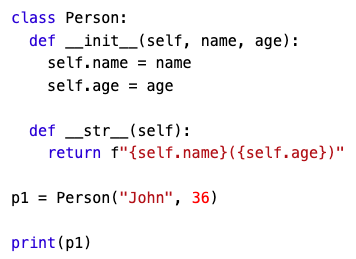 class Person:
  def __init__(self, name, age):
    self.name = name
    self.age = age

  def __str__(self):
    return f"{self.name}({self.age})"

p1 = Person("John", 36)

print(p1)